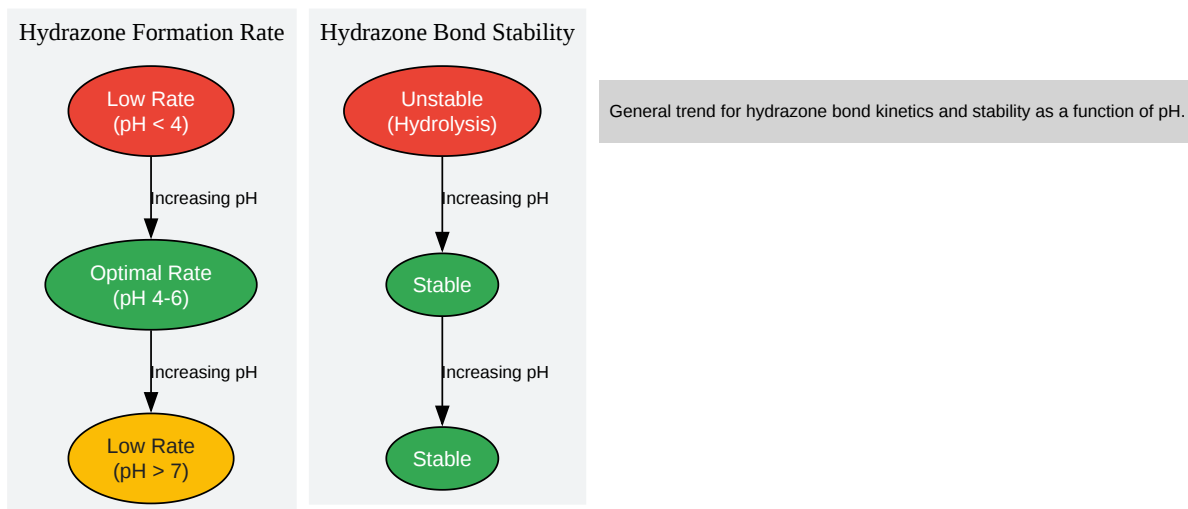 Hydrazone Formation Rate
Low Rate
(pH < 4)
Increasing pH
Optimal Rate
(pH 4-6)
Increasing pH
Low Rate
(pH > 7)
Hydrazone Bond Stability
Unstable
(Hydrolysis)
Increasing pH
Stable
Increasing pH
Stable
General trend for hydrazone bond kinetics and stability as a function of pH.